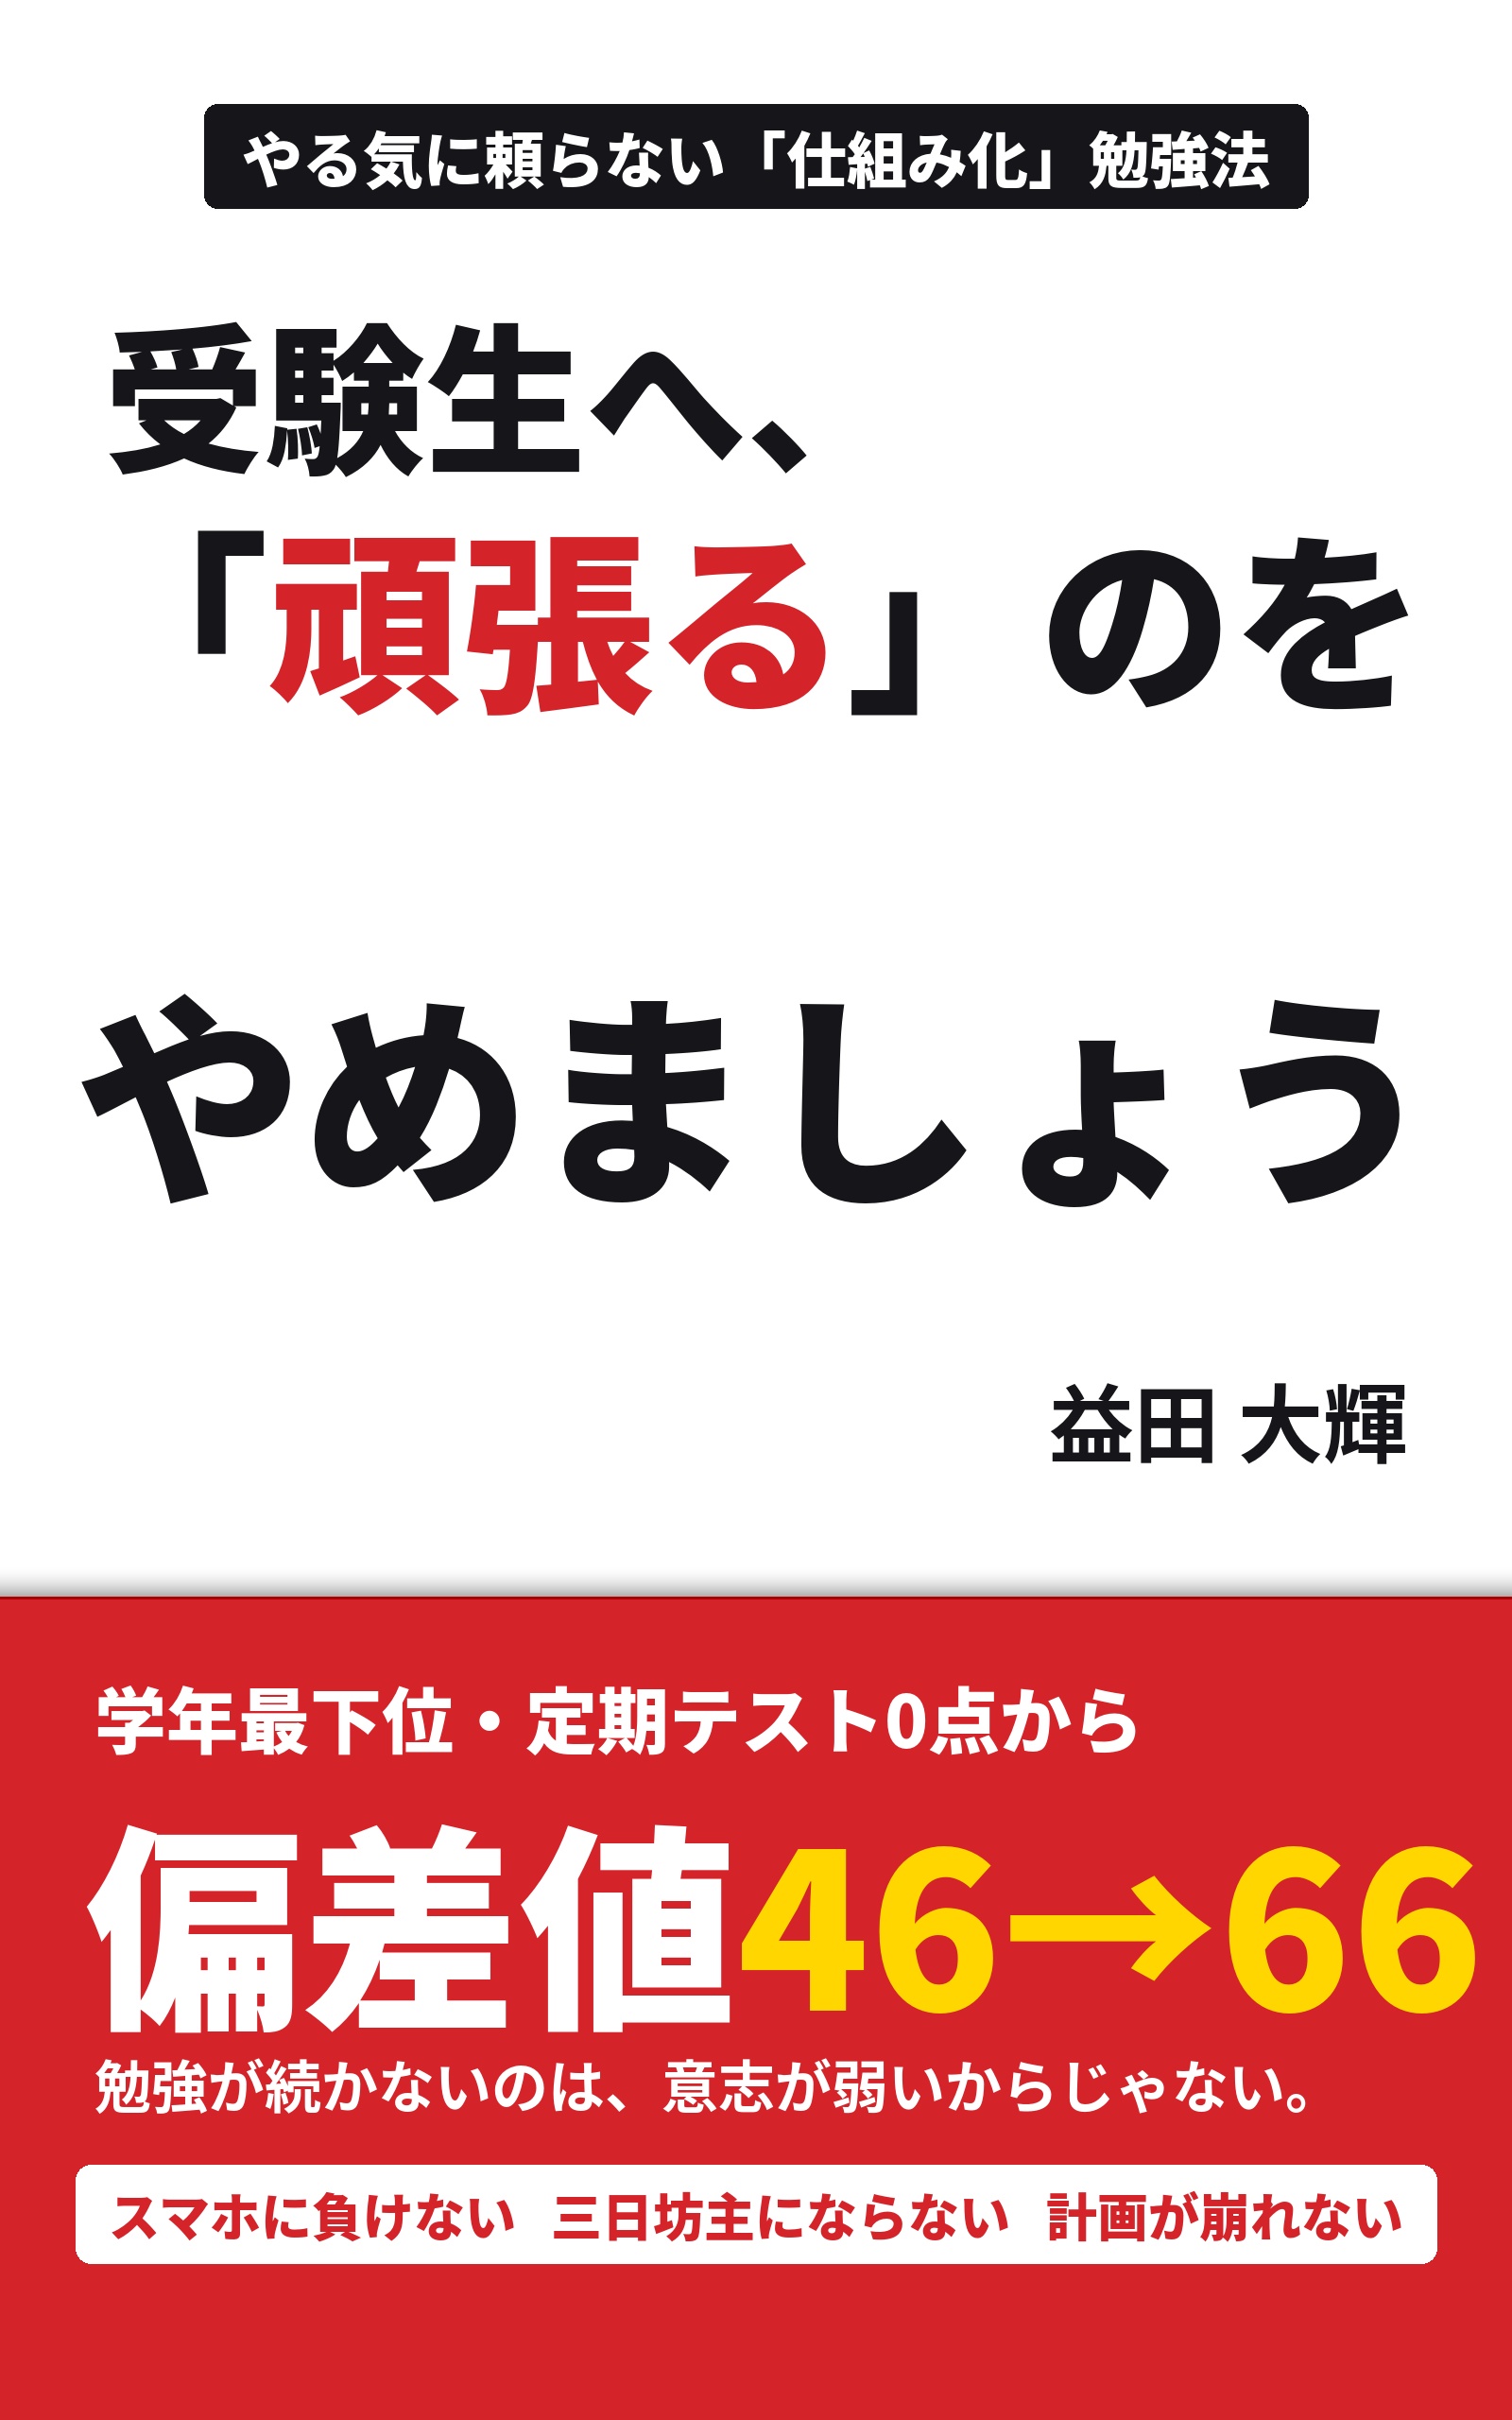 やる気に頼らない「仕組み化」勉強法
受験生へ、
「頑張る」のを
やめましょう
益田 大輝
学年最下位・定期テスト0点から
偏差値46→66
勉強が続かないのは、意志が弱いからじゃない。
スマホに負けない 三日坊主にならない 計画が崩れない